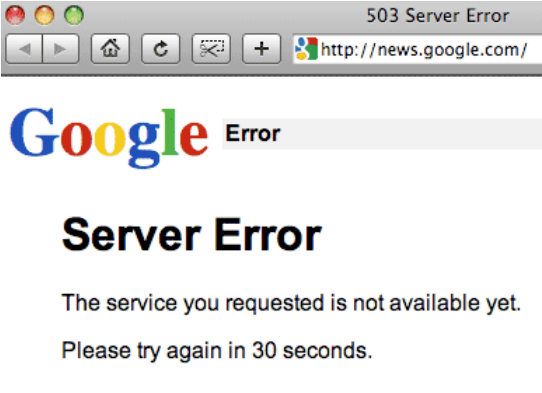 503 Server Error
http://news.google.com/
Google Error
Server Error
The service you requested is not available yet.
Please try again in 30 seconds.